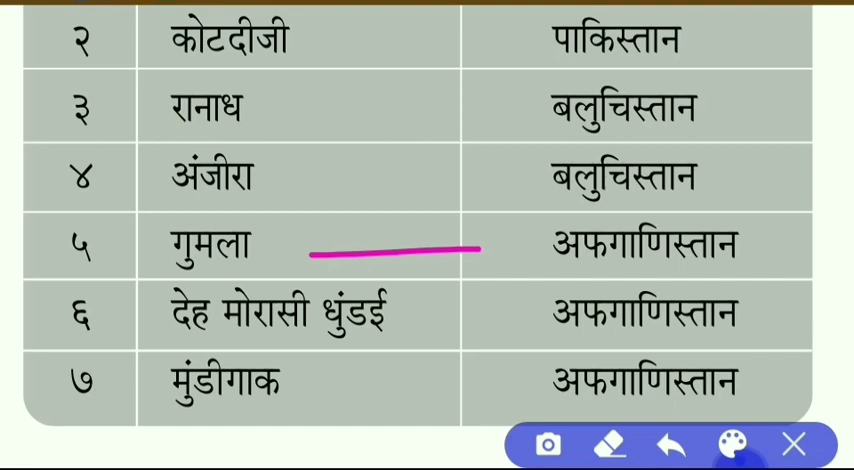 २ कोटदीजी पाकिस्तान
३ रानाध बलुचिस्तान
४ अंजीरा बलुचिस्तान
५ गुमला अफगाणिस्तान
६ देह मोरासी धुंडई अफगाणिस्तान
७ मुंडीगाक अफगाणिस्तान